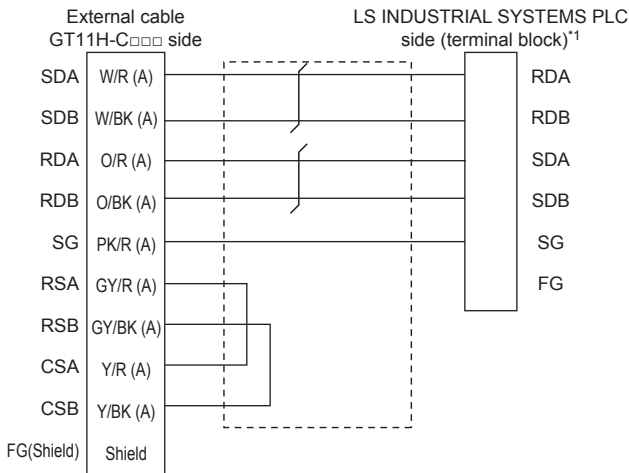 External cable
GT11H-C□□□ side
LS INDUSTRIAL SYSTEMS PLC
side (terminal block)*1
SDA W/R (A) RDA
SDB W/BK (A) RDB
RDA O/R (A) SDA
RDB O/BK (A) SDB
SG PK/R (A) SG
RSA GY/R (A) FG
RSB GY/BK (A)
CSA Y/R (A)
CSB Y/BK (A)
FG(Shield) Shield